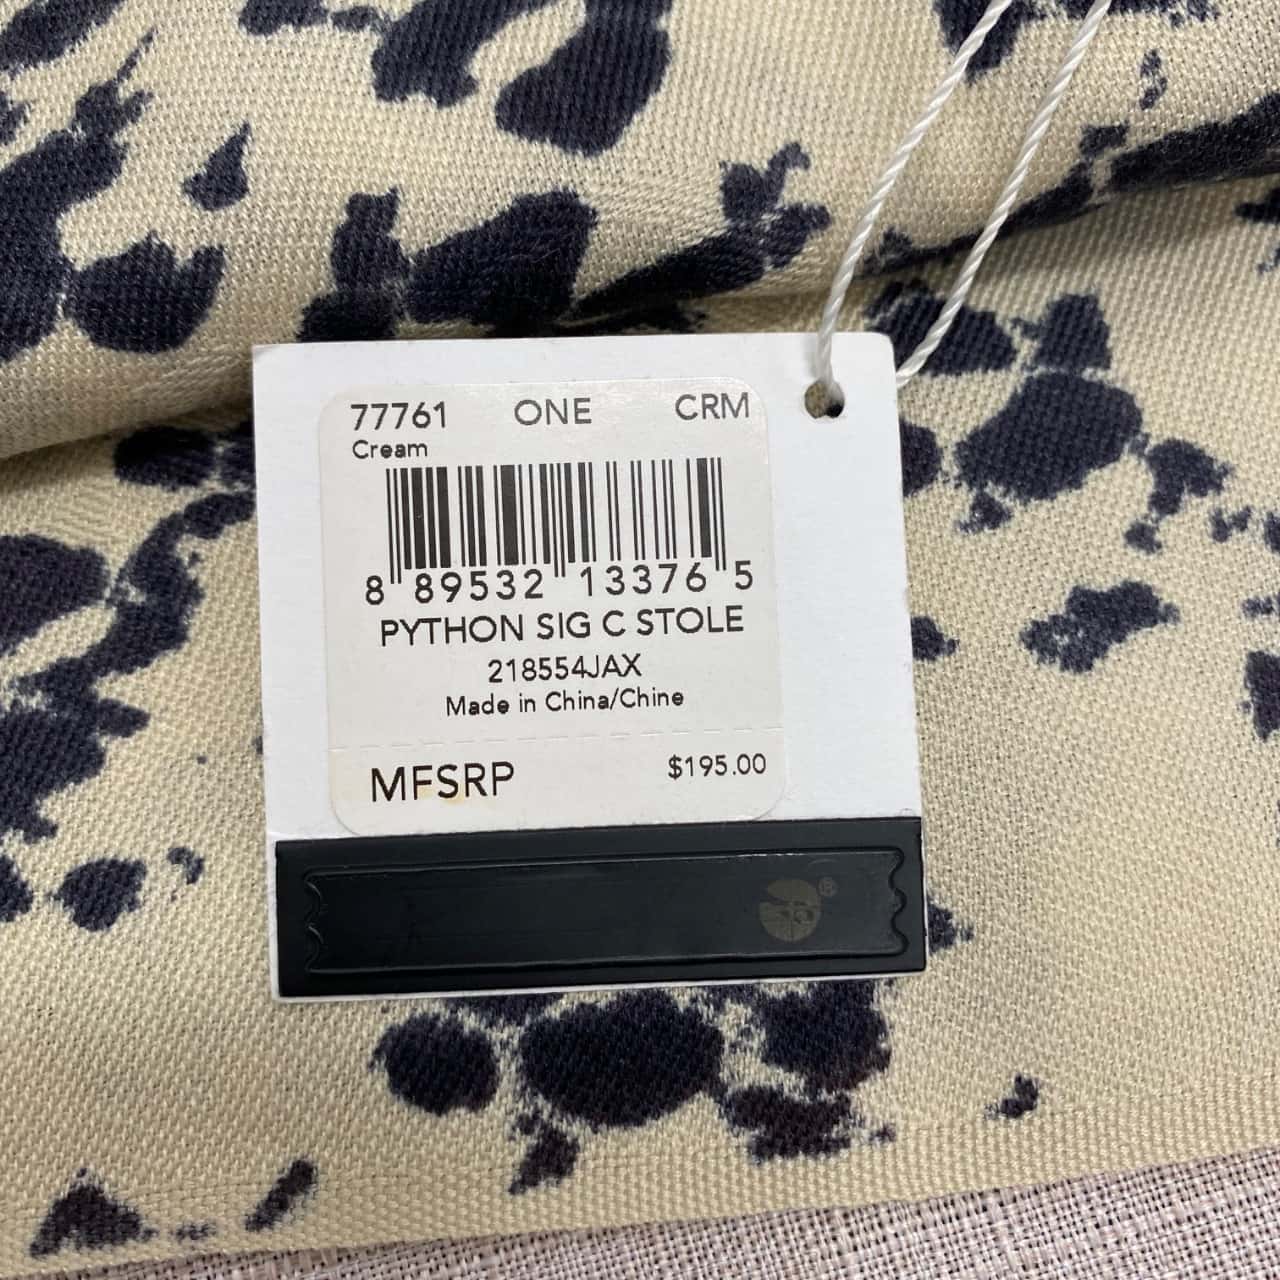 77761 ONE CRM
Cream
8 89532 13376 5
PYTHON SIG C STOLE
218554JAX
Made in China/Chine
MFSRP $195.00
®